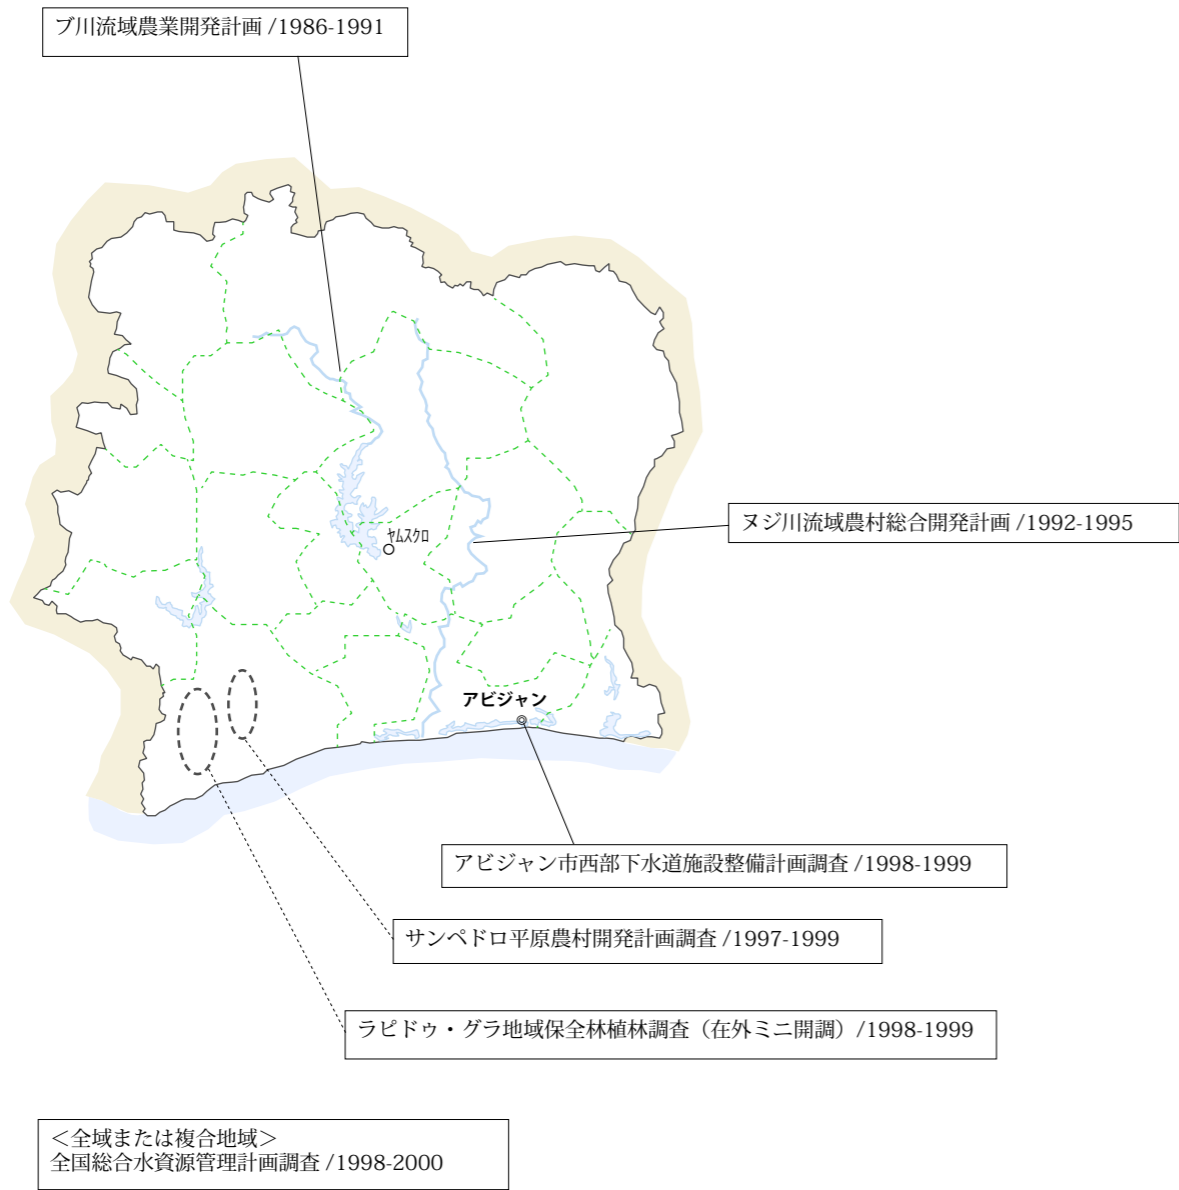 ブ川流域農業開発計画 /1986-1991
ヤムスクロ
ヌジ川流域農村総合開発計画 /1992-1995
アビジャン
アビジャン市西部下水道施設整備計画調査 /1998-1999
サンペドロ平原農村開発計画調査 /1997-1999
ラピドゥ・グラ地域保全林植林調査（在外ミニ開調）/1998-1999
＜全域または複合地域＞
全国総合水資源管理計画調査 /1998-2000